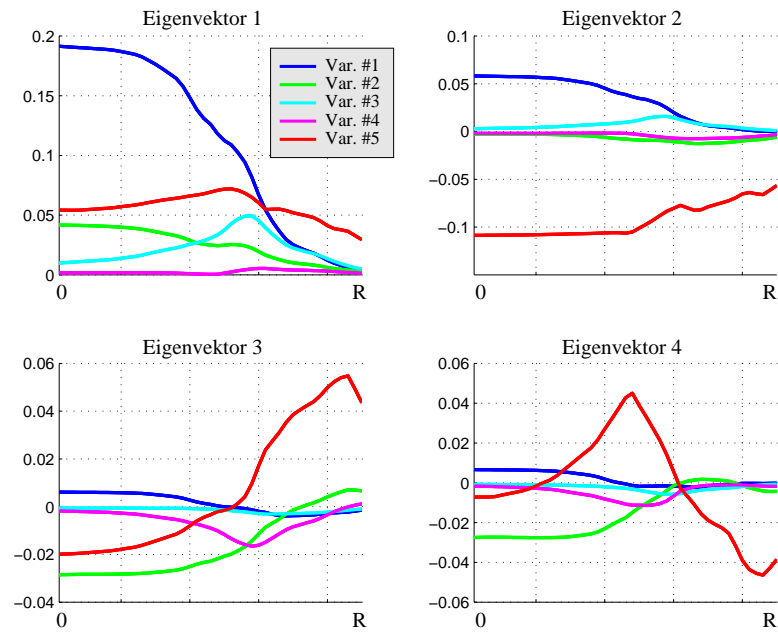 Eigenvektor 1
0.2
0.15
0.1
0.05
0
0
R
Var. #1
Var. #2
Var. #3
Var. #4
Var. #5
Eigenvektor 2
0.1
0.05
0
−0.05
−0.1
0
R
Eigenvektor 3
0.06
0.04
0.02
0
−0.02
−0.04
0
R
Eigenvektor 4
0.06
0.04
0.02
0
−0.02
−0.04
−0.06
0
R